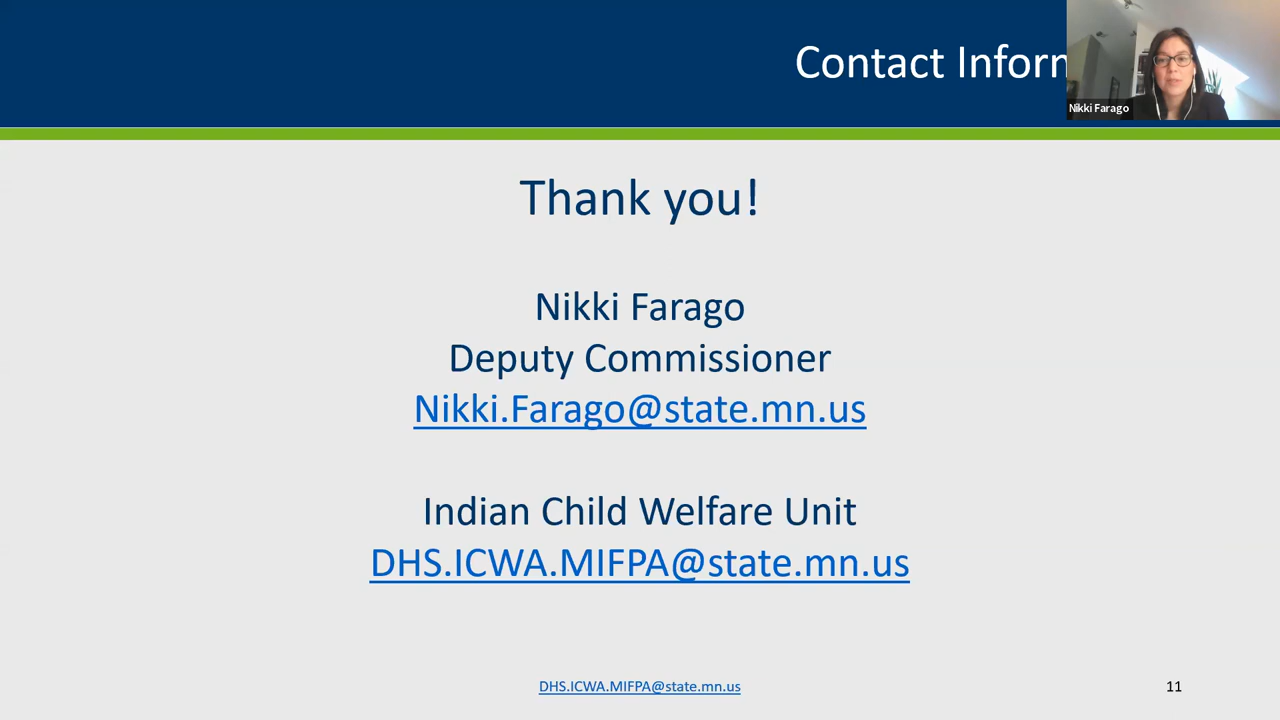 Contact Inform
Nikki Farago
Thank you!
Nikki Farago
Deputy Commissioner
Nikki.Farago@state.mn.us
Indian Child Welfare Unit
DHS.ICWA.MIFPA@state.mn.us
DHS.ICWA.MIFPA@state.mn.us
11